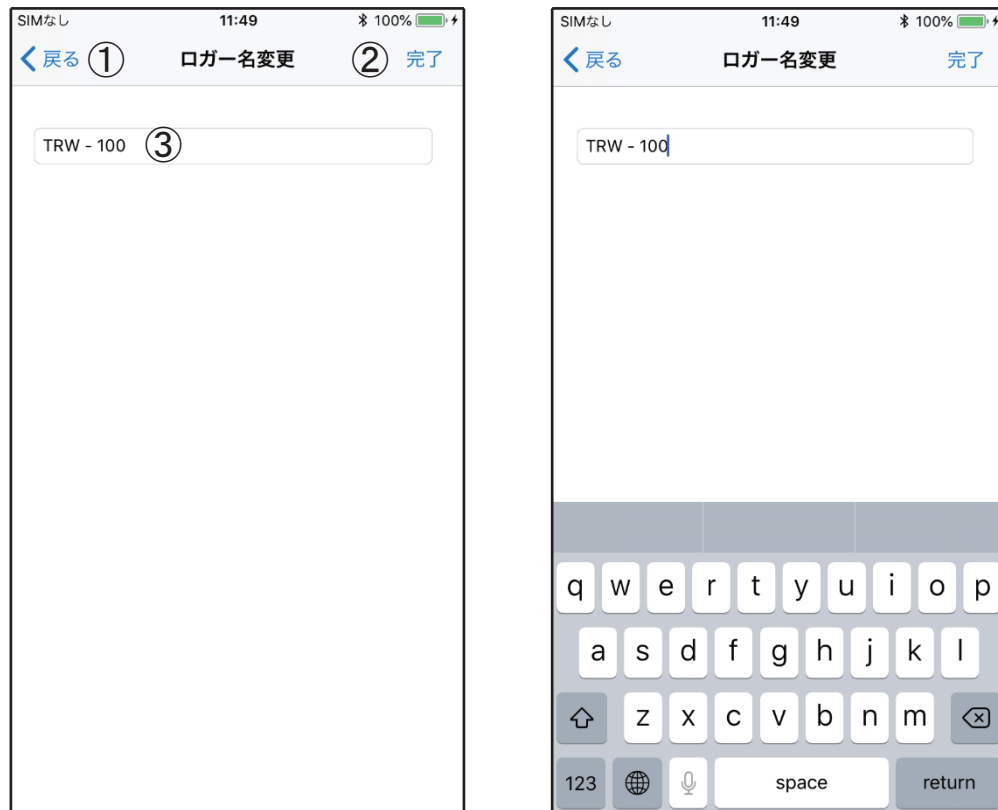 SIMなし 11:49 100%
戻る ① ロガー名変更 ② 完了
TRW - 100 ③
SIMなし 11:49 100%
戻る ロガー名変更 完了
TRW - 100
q w e r t y u i o p
a s d f g h j k l
z x c v b n m
123 space return